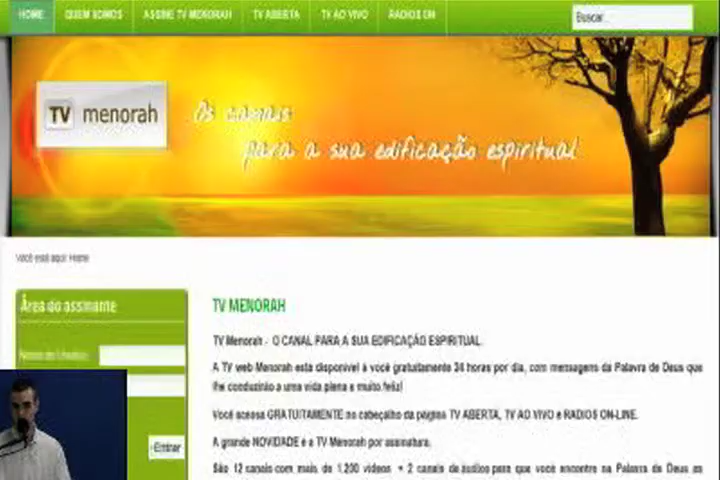 HOME QUEM SOMOS ASSINE TV MENORAH TV ABERTA TV AO VIVO RADIOS ON Buscar...
TV menorah
Os canais
para a sua edificação espiritual
Você está aqui: Home
Área do assinante
TV MENORAH
TV Menorah - O CANAL PARA A SUA EDIFICAÇÃO ESPIRITUAL.
Nome de Usuário
A TV web Menorah está disponível a você gratuitamente 24 horas por dia, com mensagens da Palavra de Deus que
lhe conduzirão a uma vida plena e muito feliz!
Você acessa GRATUITAMENTE no cabeçalho da página TV ABERTA, TV AO VIVO e RADIOS ON-LINE.
Entrar
A grande NOVIDADE é a TV Menorah por assinatura.
São 12 canais com mais de 1.200 vídeos + 2 canais de áudios para que você encontre na Palavra de Deus as